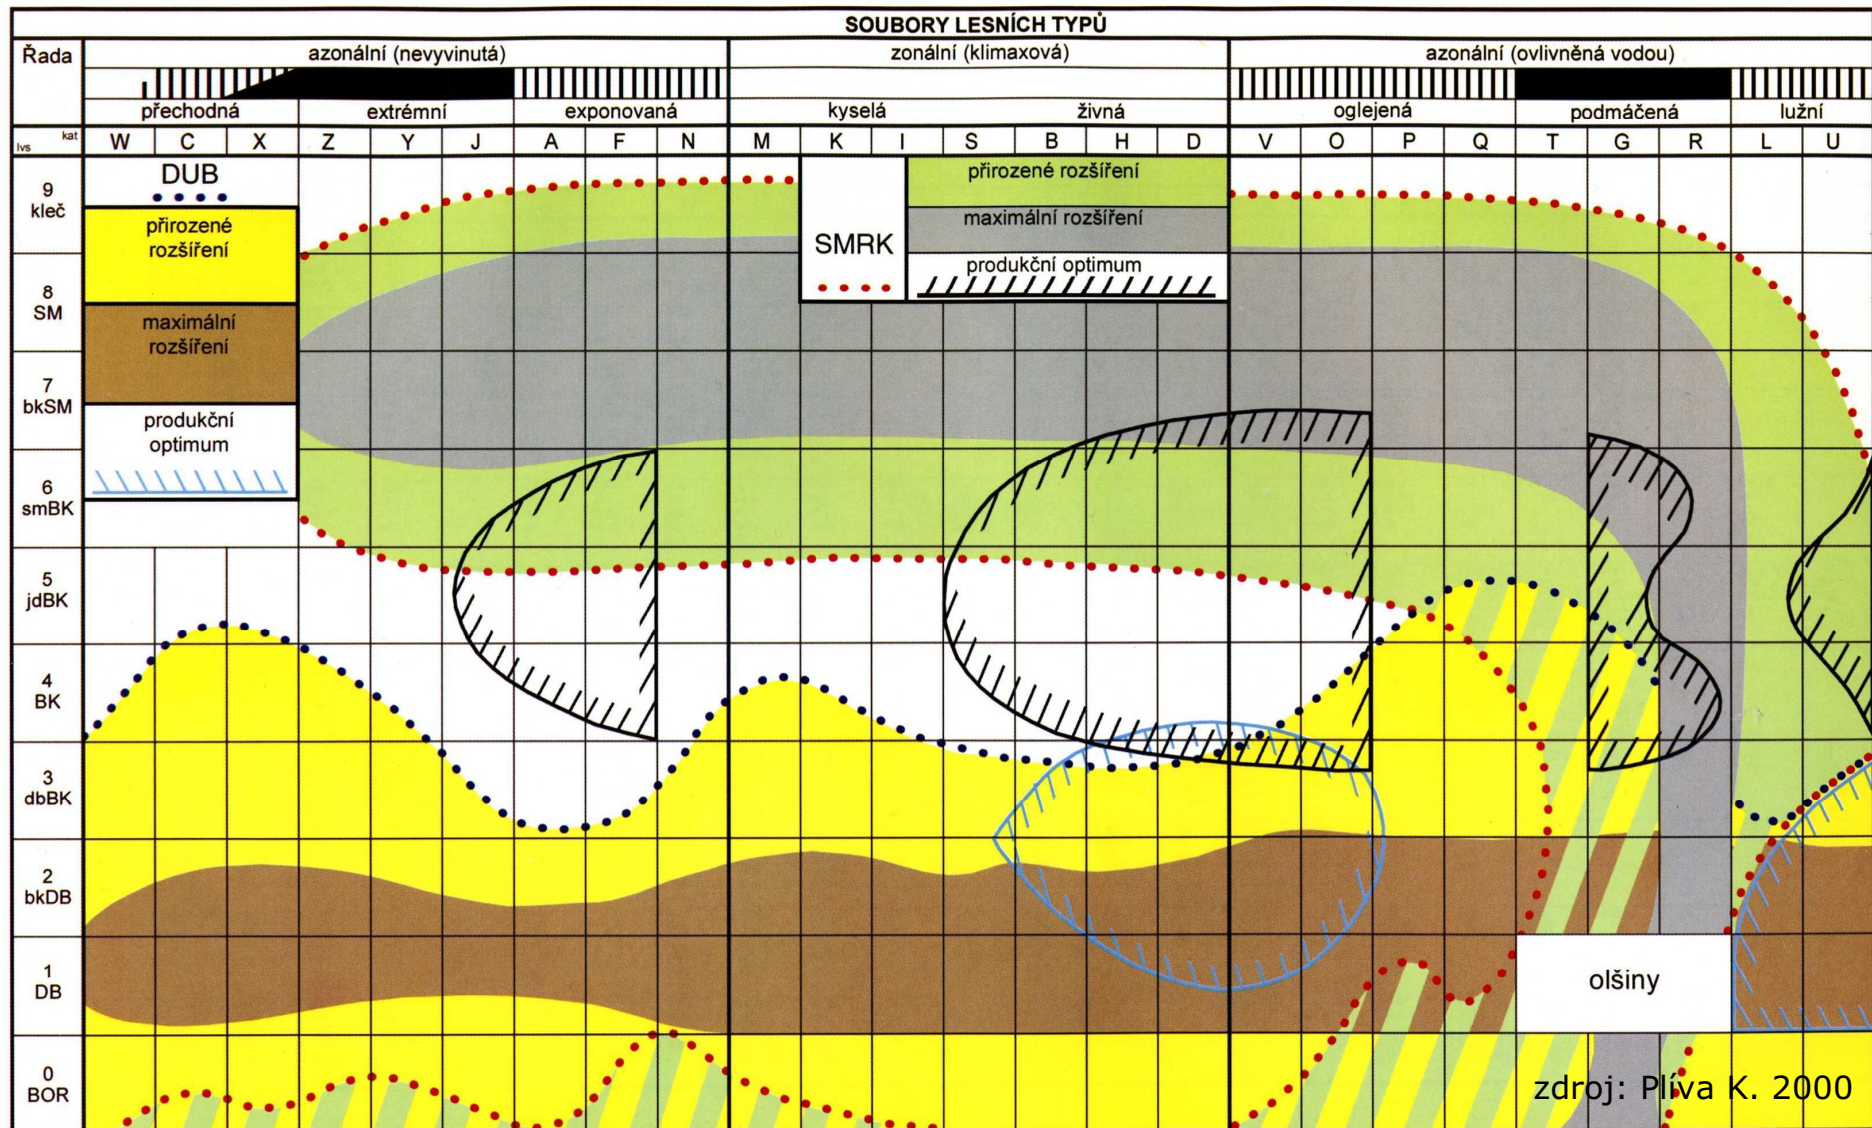 SOUBORY LESNÍCH TYPŮ
Řada
azonální (nevyvinutá)
zonální (klimaxová)
azonální (ovlivněná vodou)
přechodná
extrémní
exponovaná
kyselá
živná
oglejená
podmáčená
lužní
lvs kat
W C X Z Y J A F N M K I S B H D V O P Q T G R L U
9
kleč
8
SM
7
bkSM
6
smBK
5
jdBK
4
BK
3
dbBK
2
bkDB
1
DB
0
BOR
DUB
přirozené
rozšíření
maximální
rozšíření
produkční
optimum
SMRK
přirozené rozšíření
maximální rozšíření
produkční optimum
olšiny
zdroj: Plíva K. 2000